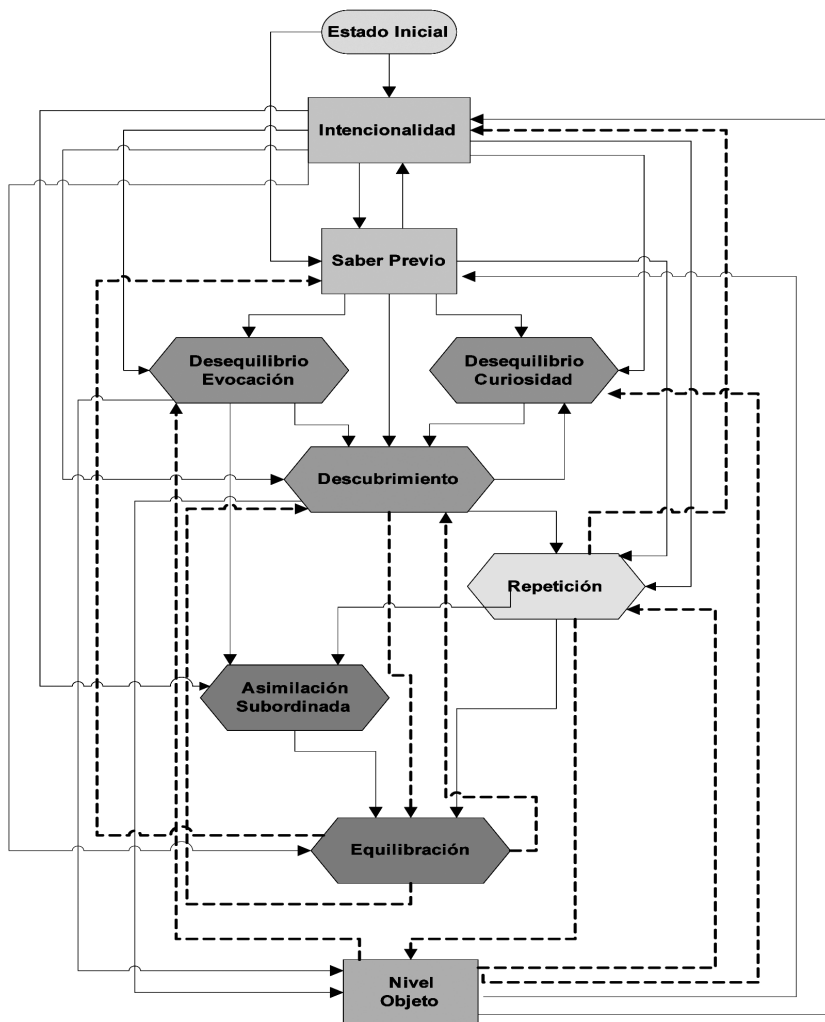 Estado Inicial
Intencionalidad
Saber Previo
Desequilibrio
Evocación
Desequilibrio
Curiosidad
Descubrimiento
Repetición
Asimilación
Subordinada
Equilibración
Nivel
Objeto